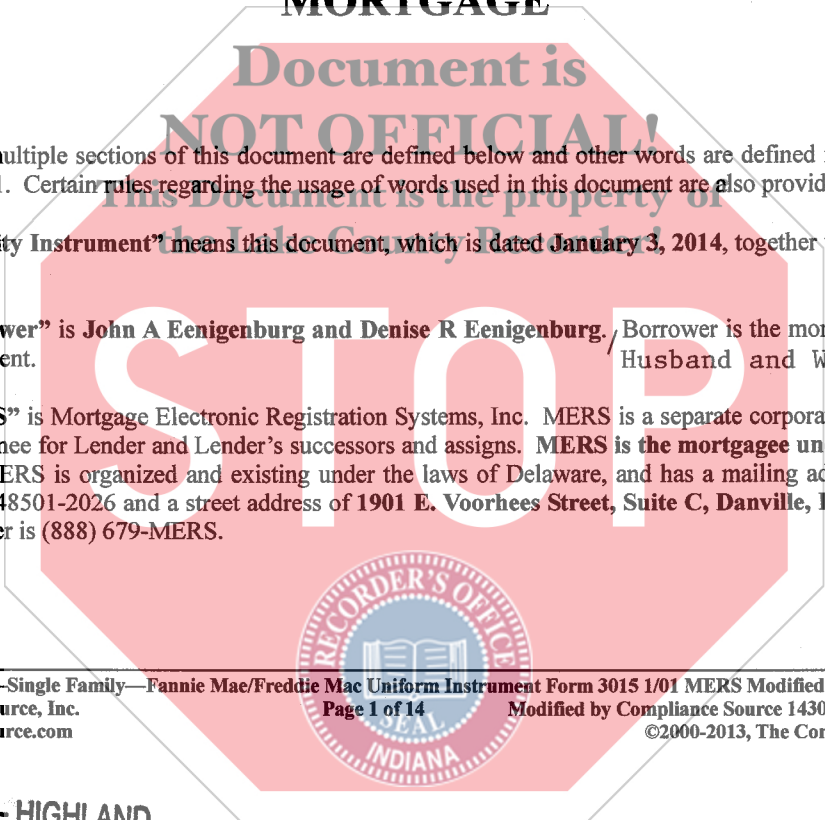 MORTGAGE
Document is
NOT OFFICIAL!
ultiple sections of this document are defined below and other words are defined
. Certain rules regarding the usage of words used in this document are also provid
This Document is the property of
ty Instrument” means this document, which is dated January 3, 2014, together
the Lake County Recorder!
wer” is John A Eenigenburg and Denise R Eenigenburg. / Borrower is the mor
ent. Husband and W
STOP
S” is Mortgage Electronic Registration Systems, Inc. MERS is a separate corpora
nee for Lender and Lender’s successors and assigns. MERS is the mortgagee un
ERS is organized and existing under the laws of Delaware, and has a mailing ad
48501-2026 and a street address of 1901 E. Voorhees Street, Suite C, Danville,
er is (888) 679-MERS.
RECORDER'S OFFICE
SEAL
INDIANA
—Single Family—Fannie Mae/Freddie Mac Uniform Instrument Form 3015 1/01 MERS Modified
urce, Inc. Page 1 of 14 Modified by Compliance Source 1430
urce.com ©2000-2013, The Co
HIGHLAND